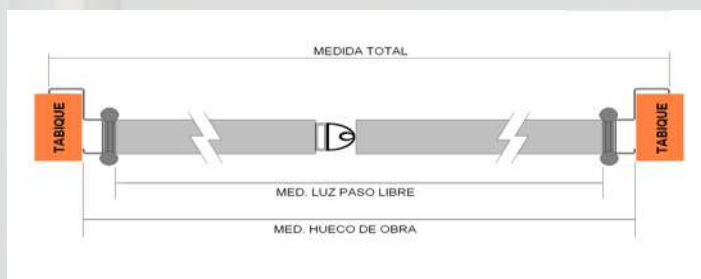 MEDIDA TOTAL
TABIQUE
TABIQUE
MED. LUZ PASO LIBRE
MED. HUECO DE OBRA